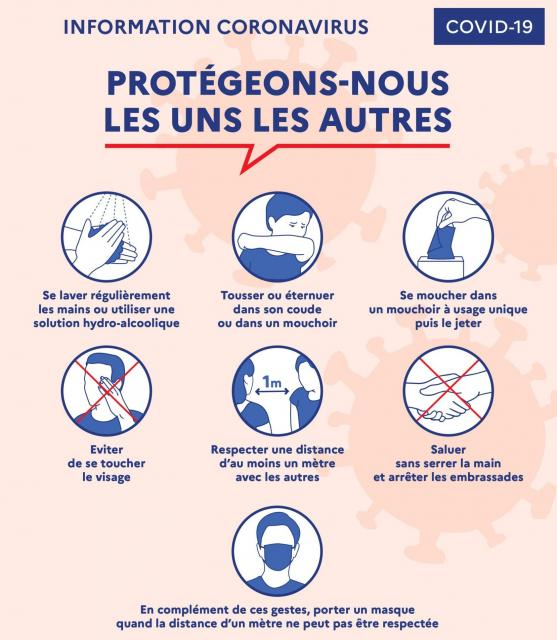 INFORMATION CORONAVIRUS
COVID-19
PROTÉGEONS-NOUS
LES UNS LES AUTRES
Se laver régulièrement
les mains ou utiliser une
solution hydro-alcoolique
Tousser ou éternuer
dans son coude
ou dans un mouchoir
Se moucher dans
un mouchoir à usage unique
puis le jeter
Eviter
de se toucher
le visage
1m
Respecter une distance
d'au moins un mètre
avec les autres
Saluer
sans serrer la main
et arrêter les embrassades
En complément de ces gestes, porter un masque
quand la distance d'un mètre ne peut pas être respectée